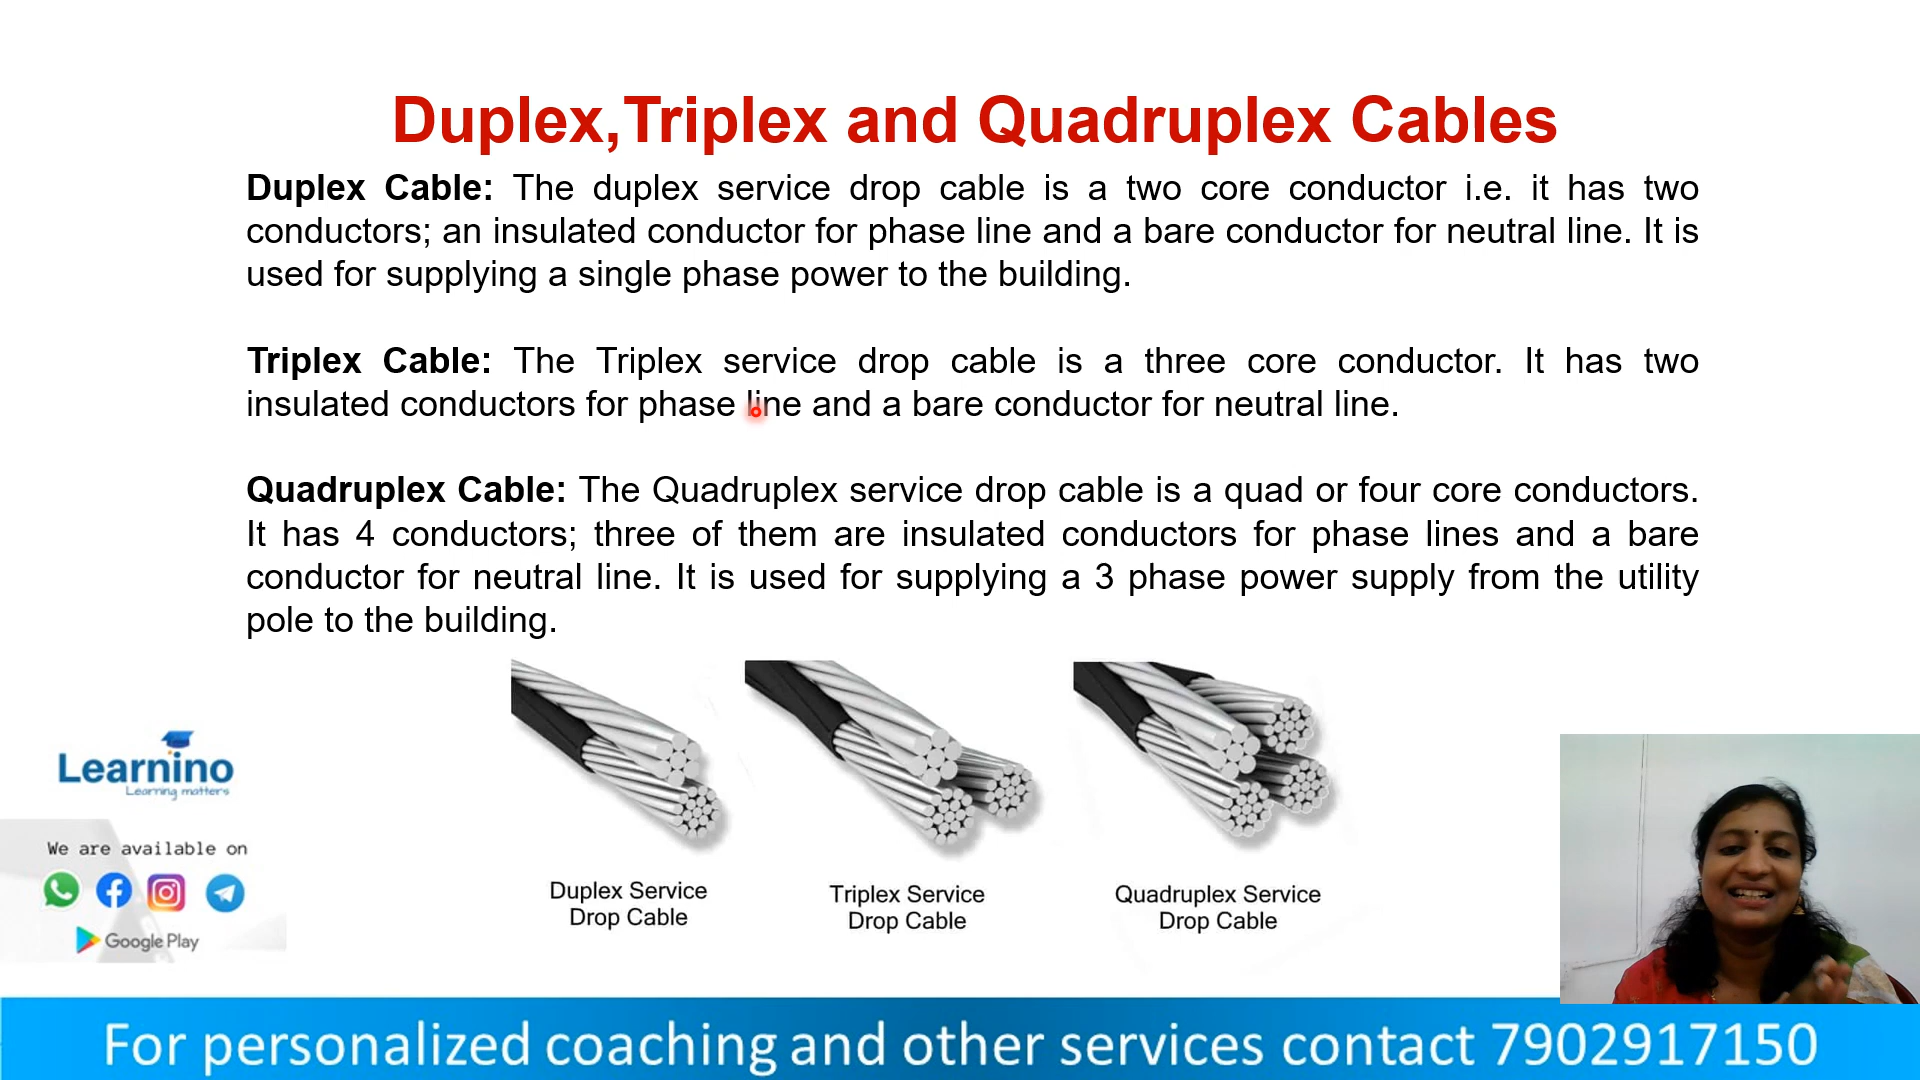 Duplex,Triplex and Quadruplex Cables
Duplex Cable: The duplex service drop cable is a two core conductor i.e. it has two
conductors; an insulated conductor for phase line and a bare conductor for neutral line. It is
used for supplying a single phase power to the building.
Triplex Cable: The Triplex service drop cable is a three core conductor. It has two
insulated conductors for phase line and a bare conductor for neutral line.
Quadruplex Cable: The Quadruplex service drop cable is a quad or four core conductors.
It has 4 conductors; three of them are insulated conductors for phase lines and a bare
conductor for neutral line. It is used for supplying a 3 phase power supply from the utility
pole to the building.
Duplex Service
Drop Cable
Triplex Service
Drop Cable
Quadruplex Service
Drop Cable
Learnino
Learning matters
We are available on
Google Play
For personalized coaching and other services contact 7902917150